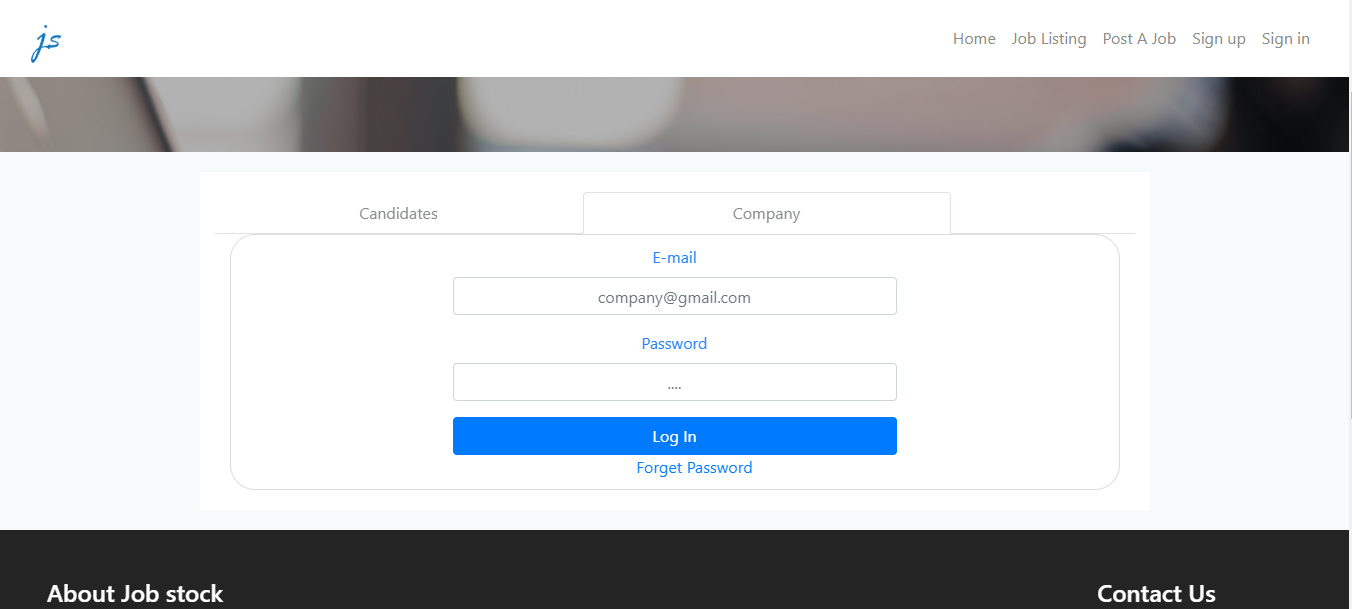 js
Home Job Listing Post A Job Sign up Sign in
Candidates Company
E-mail
company@gmail.com
Password
....
Log In
Forget Password
About Job stock Contact Us